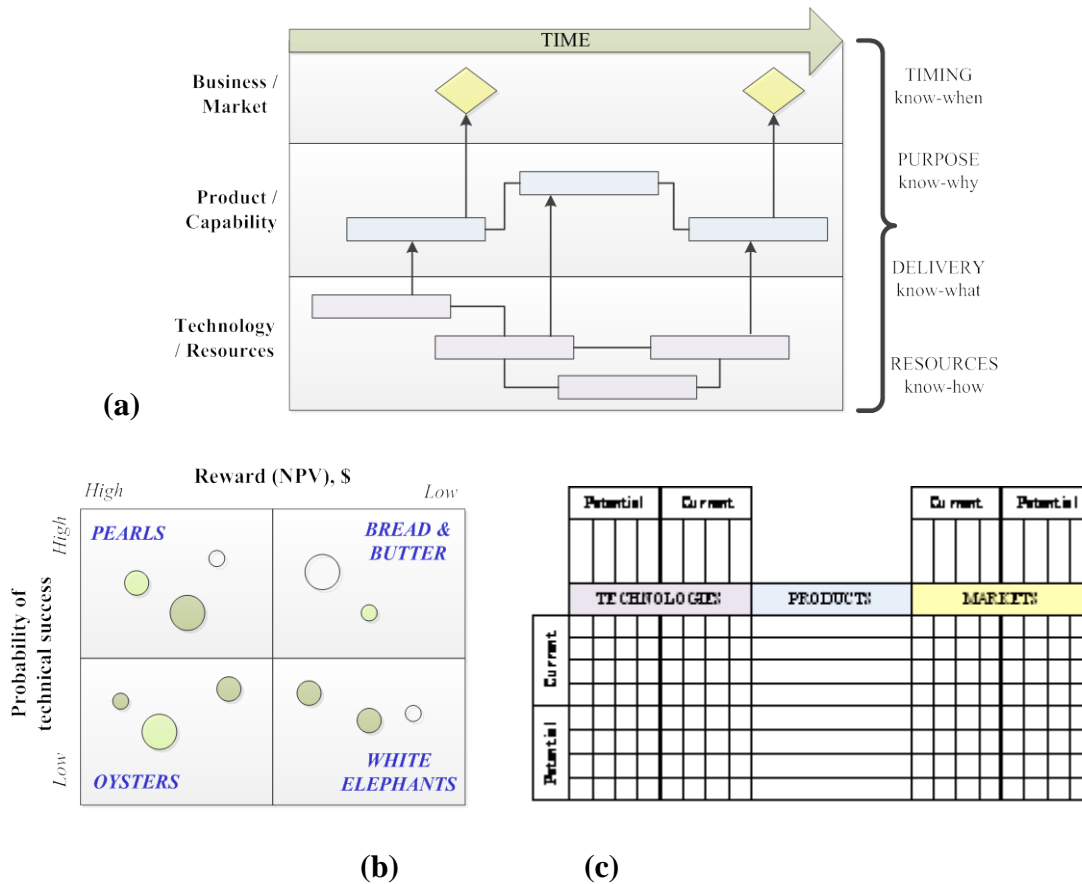 TIME
Business /
Market
TIMING
know-when
PURPOSE
know-why
Product /
Capability
DELIVERY
know-what
Technology
/ Resources
RESOURCES
know-how
(a)
Reward (NPV), $
High
Low
High
Probability of
technical success
Low
PEARLS
BREAD &
BUTTER
OYSTERS
WHITE
ELEPHANTS
Potential
Current
Current
Potential
TECHNOLOGIES
PRODUCTS
MARKETS
Current
Potential
(b)
(c)